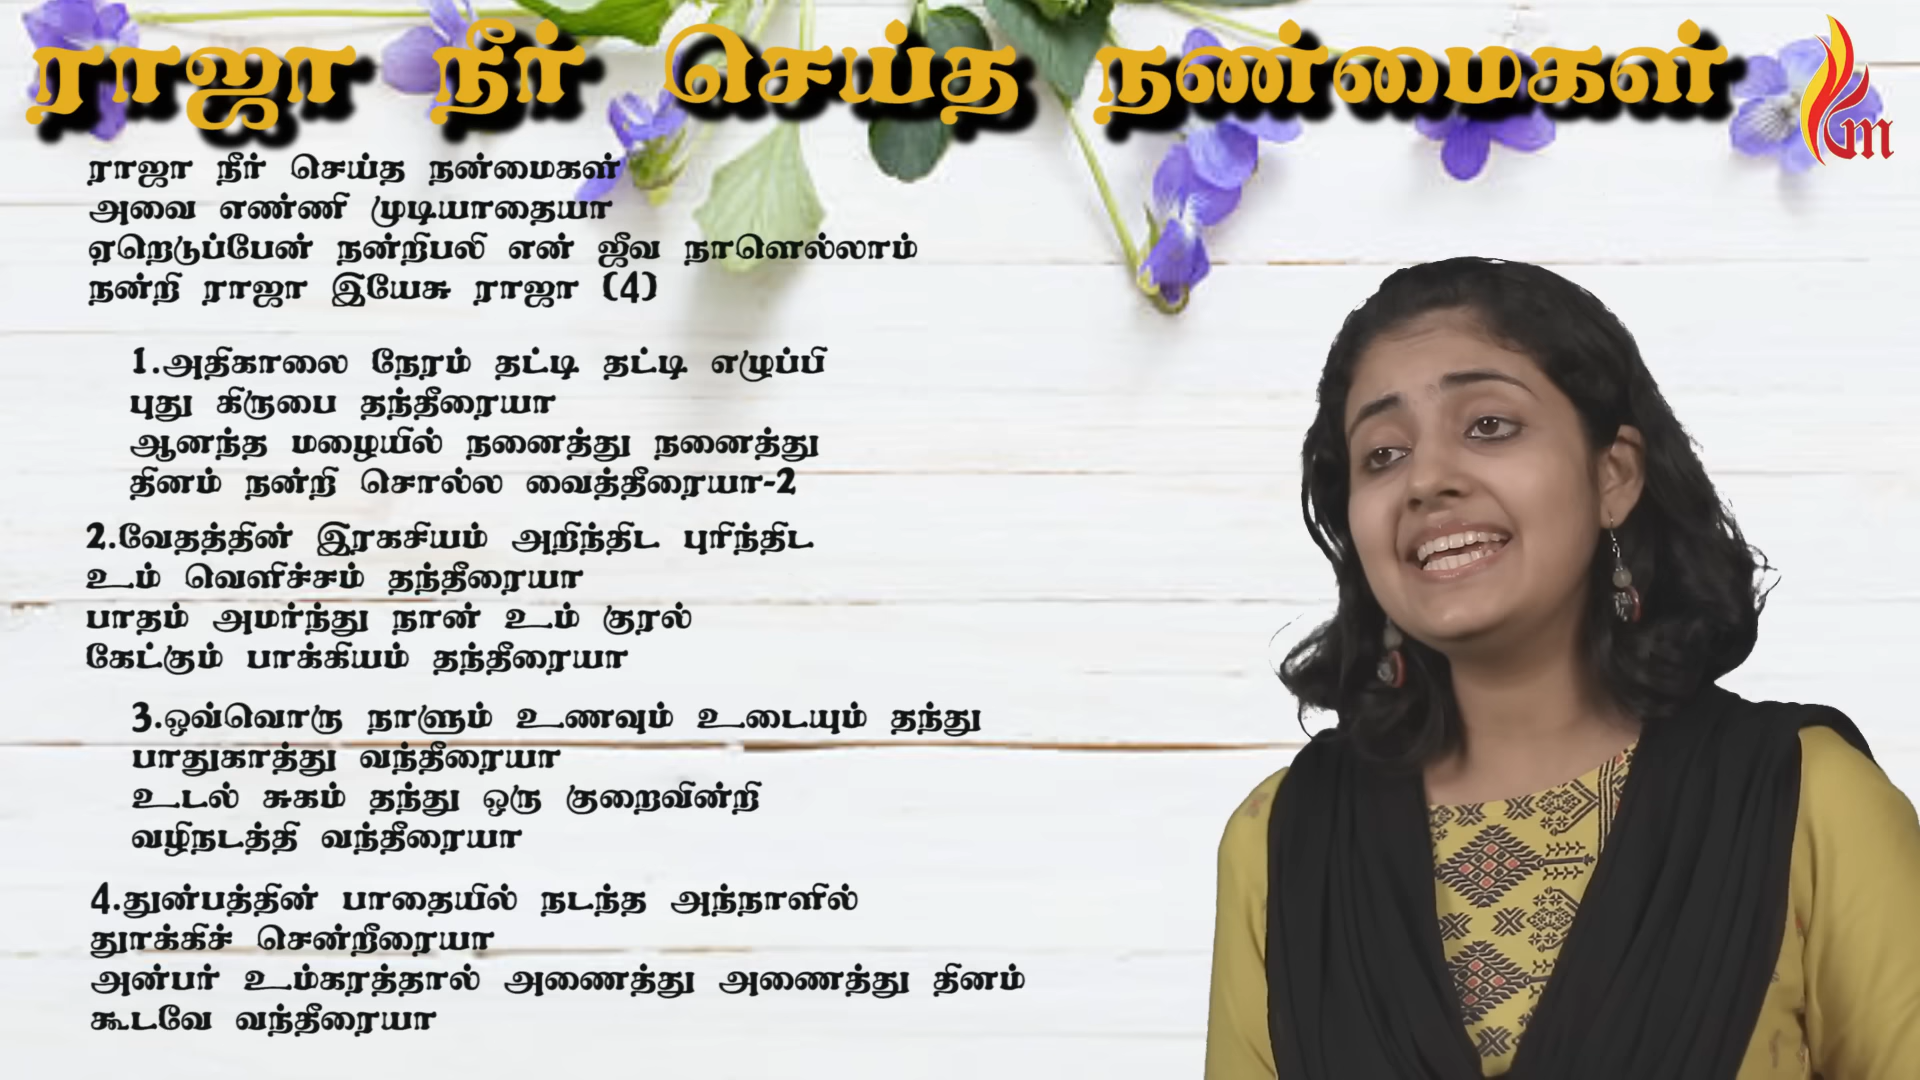 ராஜா நீர் செய்த நண்மைகள்
ராஜா நீர் செய்த நன்மைகள்
அவை எண்ணி முடியாதையா
ஏறெடுப்பேன் நன்றிபலி என் ஜீவ நாளெல்லாம்
நன்றி ராஜா இயேசு ராஜா (4)
1.அதிகாலை நேரம் தட்டி தட்டி எழுப்பி
புது கிருபை தந்தீரையா
ஆனந்த மழையில் நனைத்து நனைத்து
தினம் நன்றி சொல்ல வைத்தீரையா-2
2.வேதத்தின் இரகசியம் அறிந்திட புரிந்திட
உம் வெளிச்சம் தந்தீரையா
பாதம் அமர்ந்து நான் உம் குரல்
கேட்கும் பாக்கியம் தந்தீரையா
3.ஒவ்வொரு நாளும் உணவும் உடையும் தந்து
பாதுகாத்து வந்தீரையா
உடல் சுகம் தந்து ஒரு குறைவின்றி
வழிநடத்தி வந்தீரையா
4.துன்பத்தின் பாதையில் நடந்த அந்நாளில்
தூக்கிச் சென்றீரையா
அன்பர் உம்கரத்தால் அணைத்து அணைத்து தினம்
கூடவே வந்தீரையா